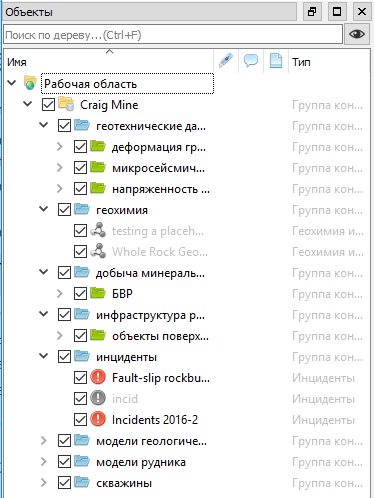 Объекты
Поиск по дереву...(Ctrl+F)
Имя Тип
Рабочая область
Craig Mine Группа кон...
геотехнические да... Группа кон...
деформация гр... Группа кон...
микросейсмич... Группа кон...
напряженность ... Группа кон...
геохимия Группа кон...
testing a placeh... Геохимия и...
Whole Rock Geo... Геохимия и...
добыча минераль... Группа кон...
БВР Группа кон...
инфраструктура р... Группа кон...
объекты поверх... Группа кон...
инциденты Группа кон...
Fault-slip rockbu... Инциденты
incid Инциденты
Incidents 2016-2 Инциденты
модели геологиче... Группа кон...
модели рудника Группа кон...
скважины Группа кон...